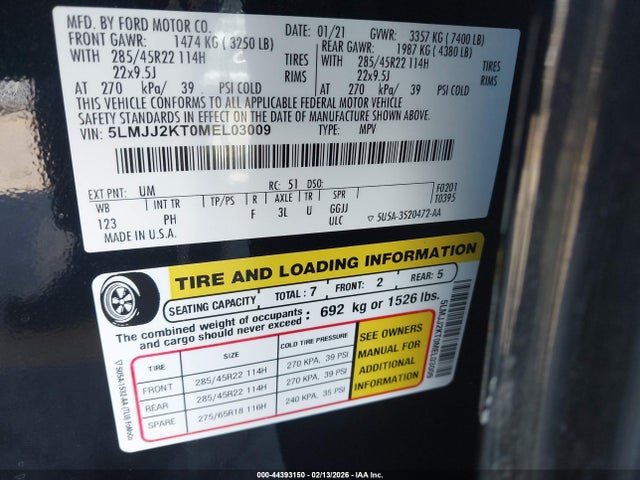 MFD. BY FORD MOTOR CO.
DATE: 01/21 GVWR: 3357 KG (7400 LB)
FRONT GAWR: 1474 KG (3250 LB) REAR GAWR: 1987 KG (4380 LB)
WITH 285/45R22 114H TIRES WITH 285/45R22 114H TIRES
22x9.5J RIMS 22x9.5J RIMS
AT 270 kPa/ 39 PSI COLD AT 270 kPa/ 39 PSI COLD
THIS VEHICLE CONFORMS TO ALL APPLICABLE FEDERAL MOTOR VEHICLE
SAFETY STANDARDS IN EFFECT ON THE DATE OF MANUFACTURE SHOWN ABOVE.
VIN: 5LMJJ2KT0MEL03009 TYPE: MPV
EXT PNT: UM RC: 51 DSO:
WB INT TR TP/PS R AXLE TR SPR F0201
123 PH F 3L U GGJJ T0395
ULC
MADE IN U.S.A. 5U5A-3520472-AA
TIRE AND LOADING INFORMATION
SEATING CAPACITY TOTAL: 7 FRONT: 2 REAR: 5
The combined weight of occupants
and cargo should never exceed : 692 kg or 1526 lbs.
TIRE SIZE COLD TIRE PRESSURE
FRONT 285/45R22 114H 270 KPA, 39 PSI
REAR 285/45R22 114H 270 KPA, 39 PSI
SPARE 275/65R18 116H 240 KPA, 35 PSI
SEE OWNERS
MANUAL FOR
ADDITIONAL
INFORMATION
5LMJJ2KT0MEL03009
000-44393150 - 02/13/2026 - IAA Inc.